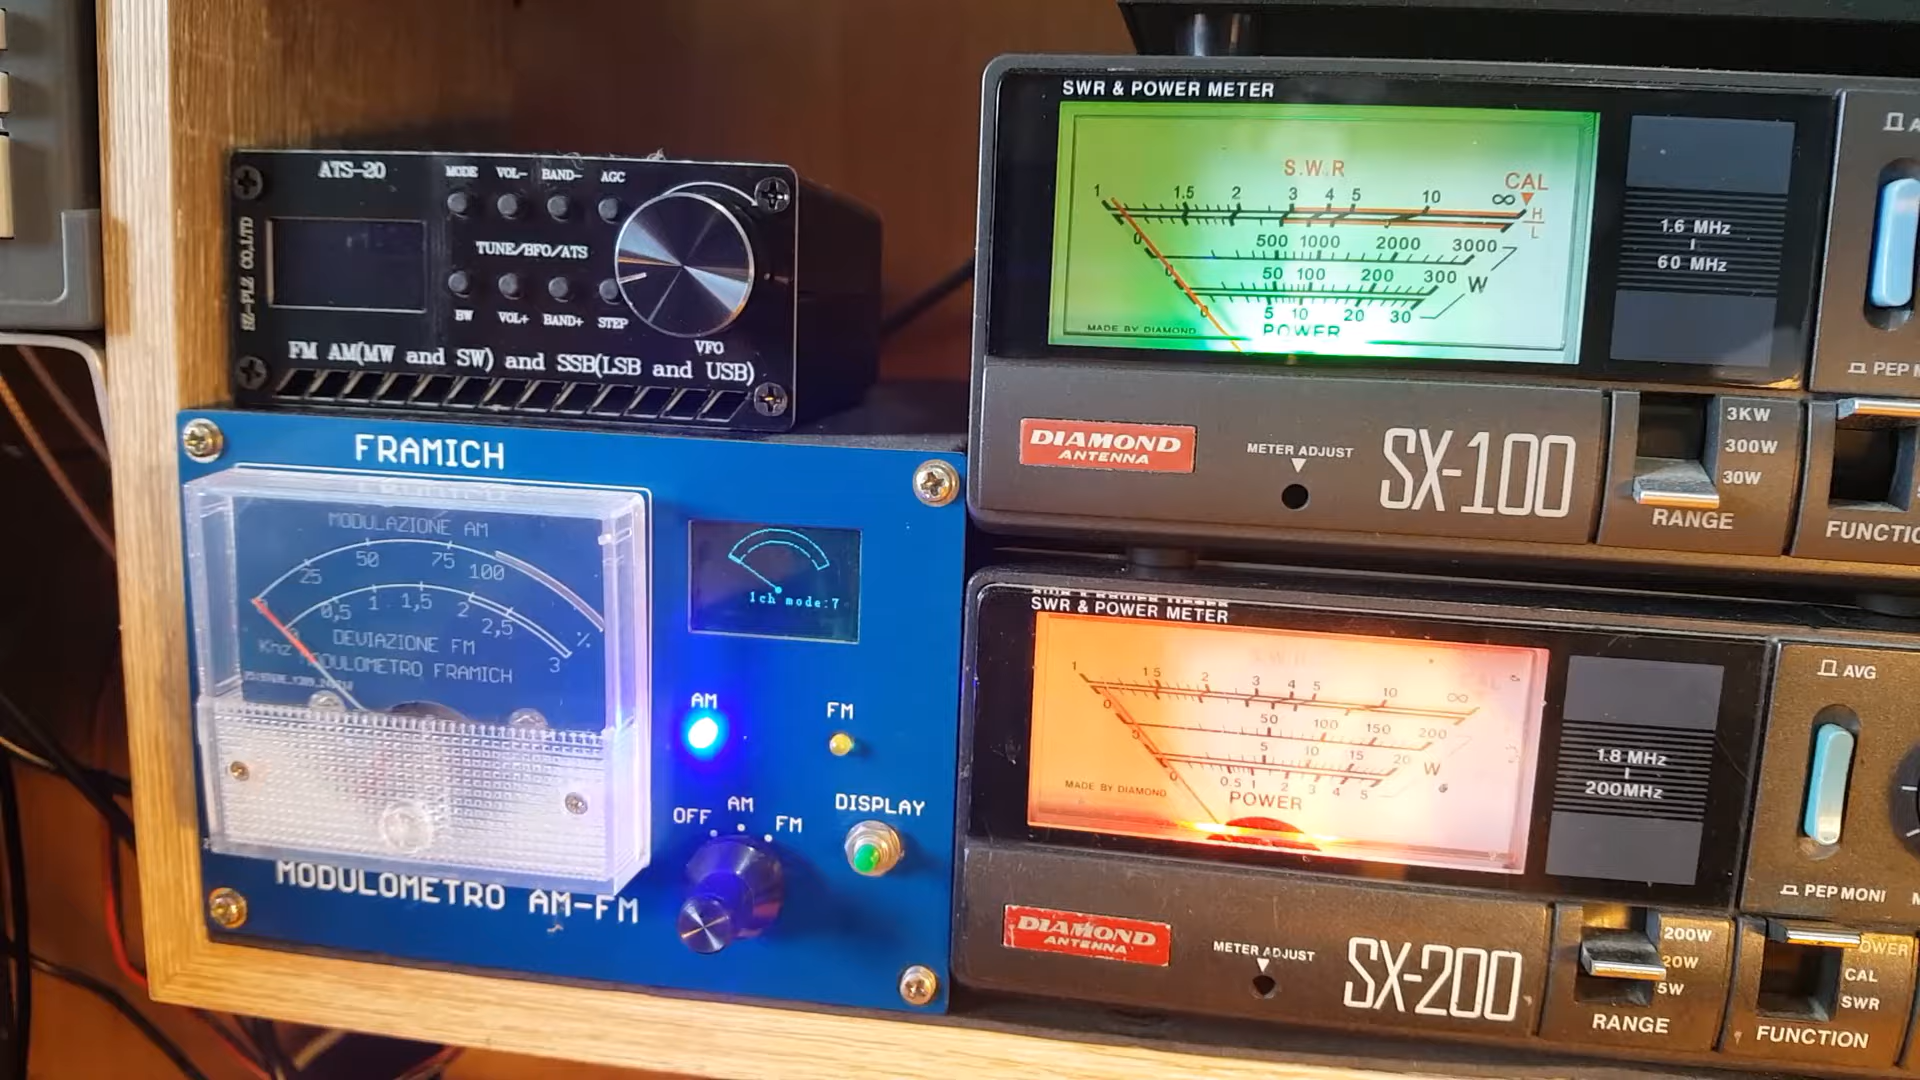 ATS-20
MODE VOL- BAND- AGC
TUNE/BFO/ATS
BW VOL+ BAND+ STEP
VFO
FM AM(MW and SW) and SSB(LSB and USB)
FRAMICH
MODULAZIONE AM
25 50 75 100
0,5 1 1,5 2 2,5 3 %
Khz
DEVIAZIONE FM
MODULOMETRO FRAMICH
1ch mode:7
AM
FM
OFF AM FM
DISPLAY
MODULOMETRO AM-FM
SWR & POWER METER
S.W.R
CAL
1 1.5 2 3 4 5 10 ∞
H
L
0 500 1000 2000 3000
0 50 100 200 300 W
5 10 20 30
MADE BY DIAMOND
POWER
1.6 MHz
60 MHz
PEP M
DIAMOND
ANTENNA
METER ADJUST
SX-100
3KW
300W
30W
RANGE
FUNCTIO
SWR & POWER METER
S.W.R
1 1.5 2 3 4 5 10 ∞
0 50 100 150 200
0 5 10 15 20 W
0 0.5 1 2 3 4 5
MADE BY DIAMOND
POWER
1.8 MHz
200MHz
AVG
PEP MONI
DIAMOND
ANTENNA
METER ADJUST
SX-200
200W
20W
5W
RANGE
OWER
CAL
SWR
FUNCTION